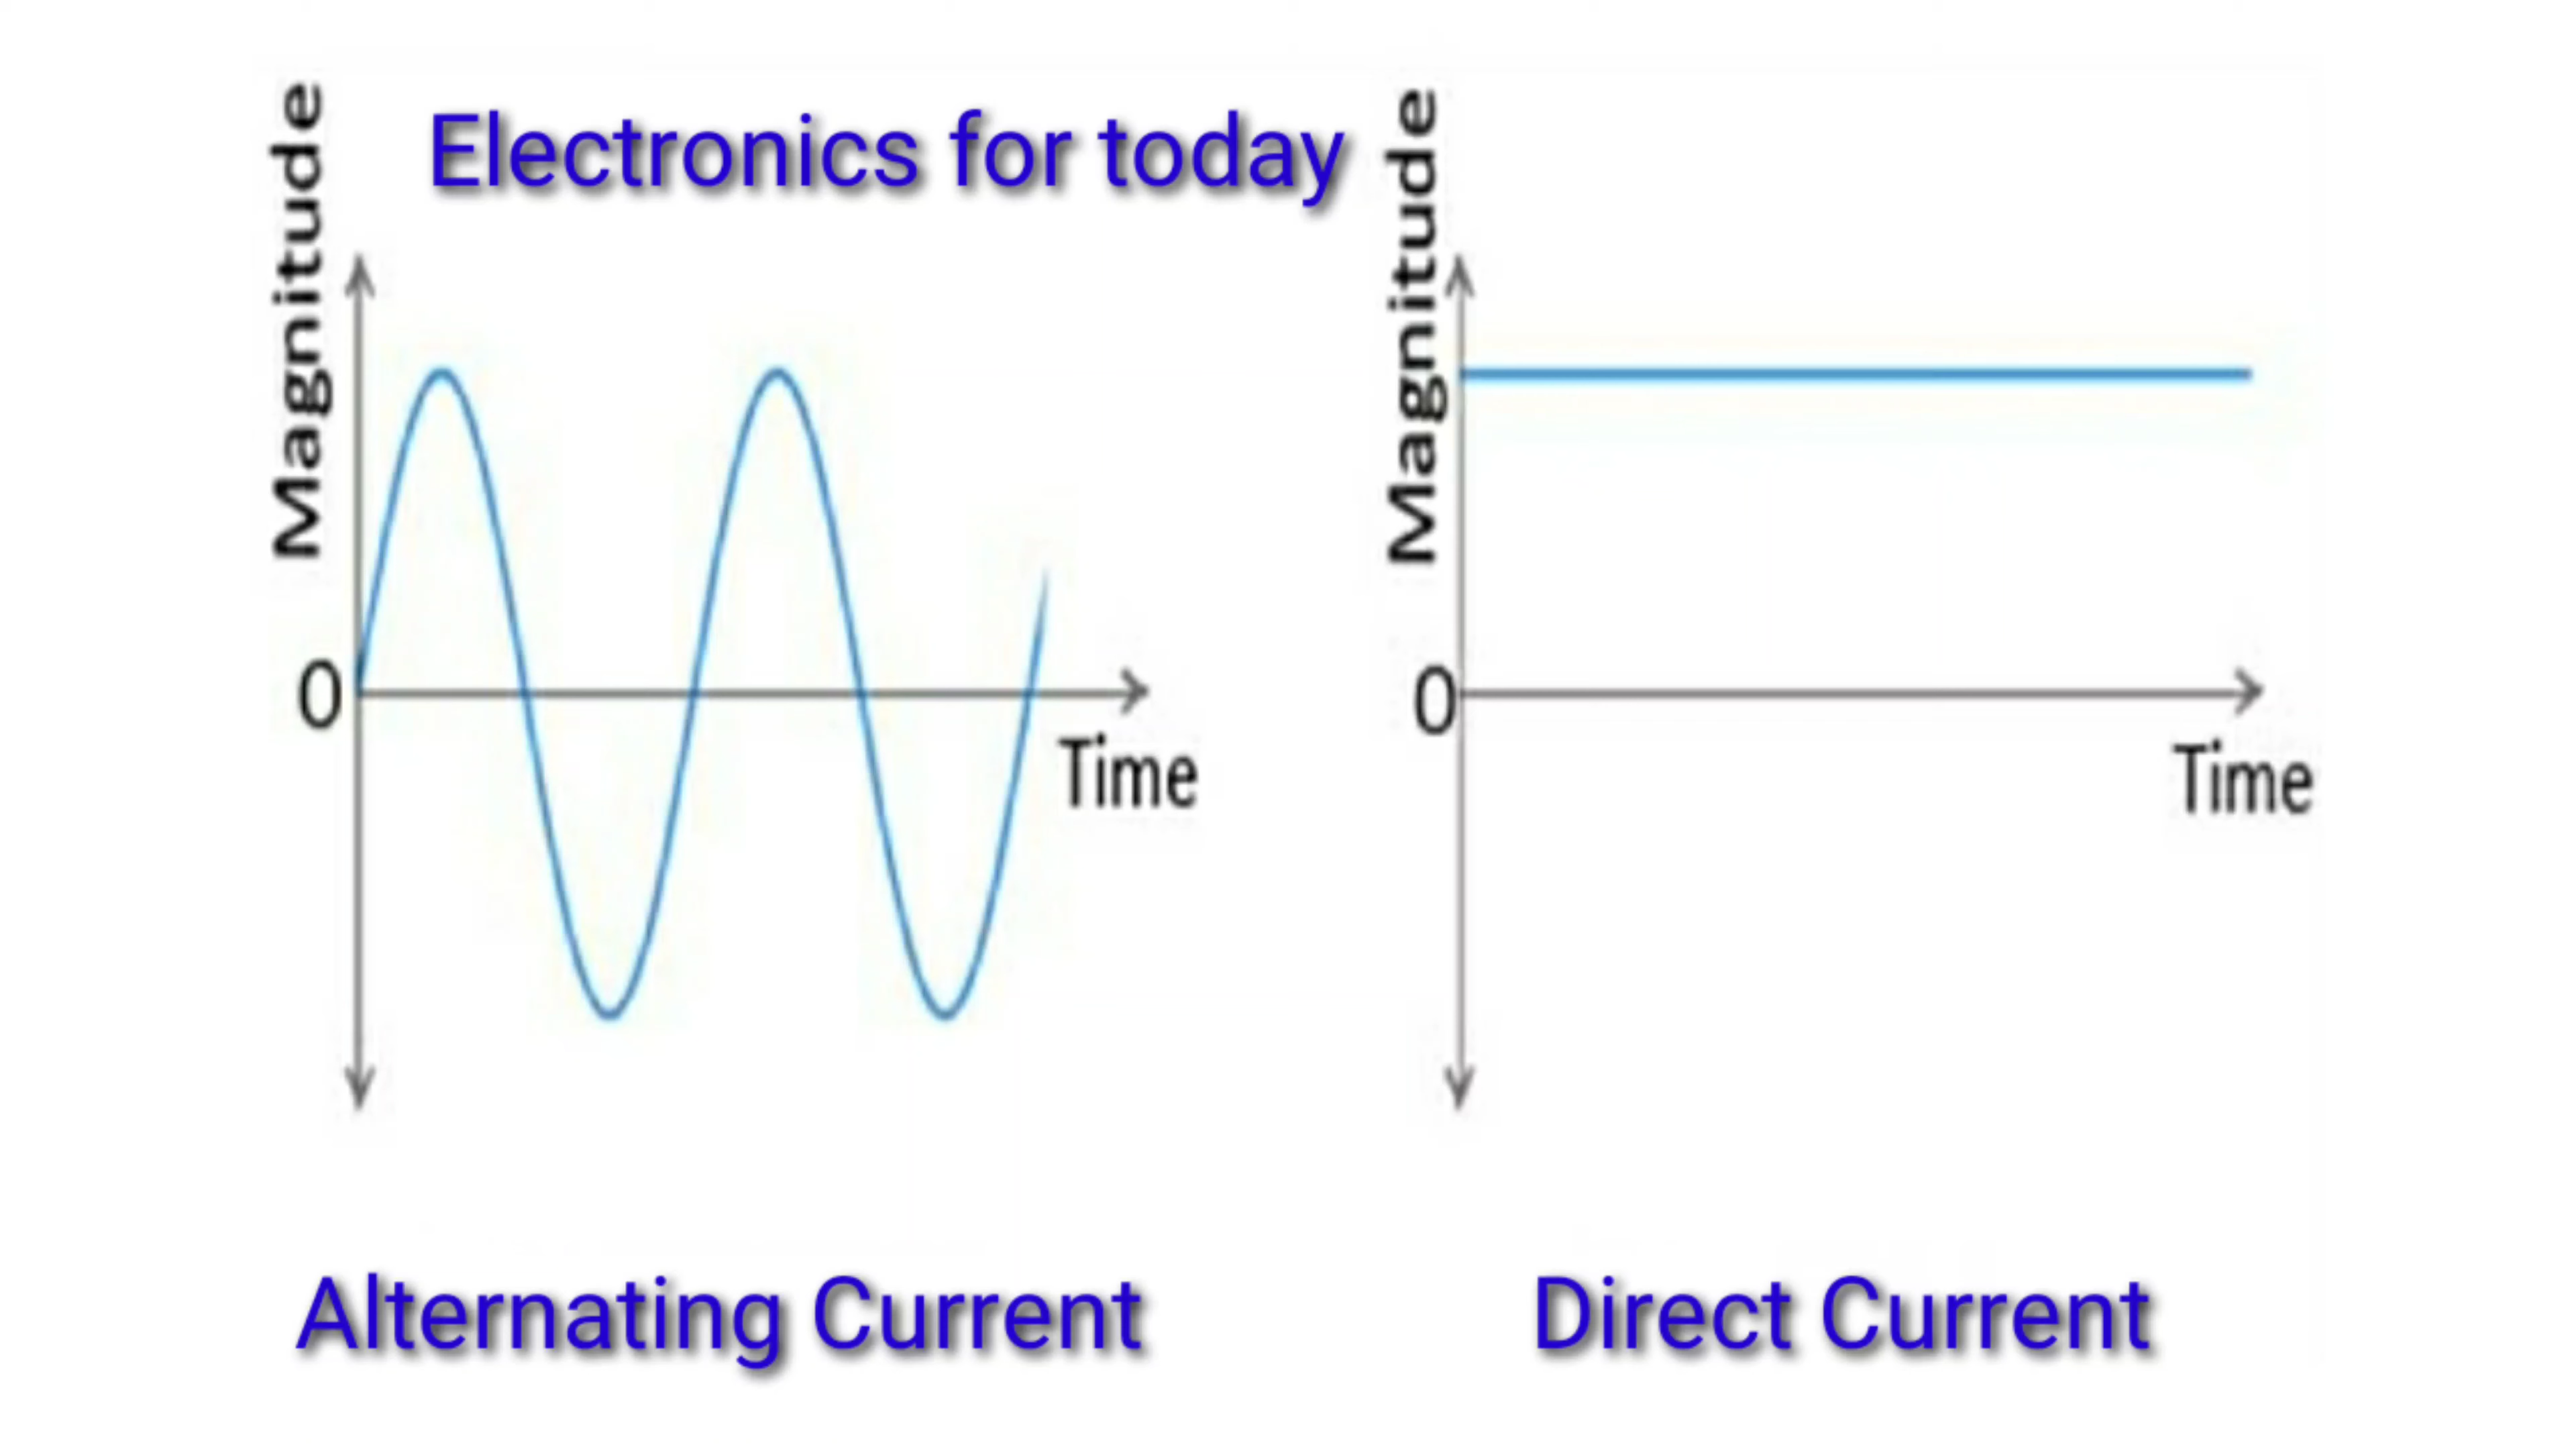 Electronics for today
Magnitude
0
Time
Alternating Current
Magnitude
0
Time
Direct Current